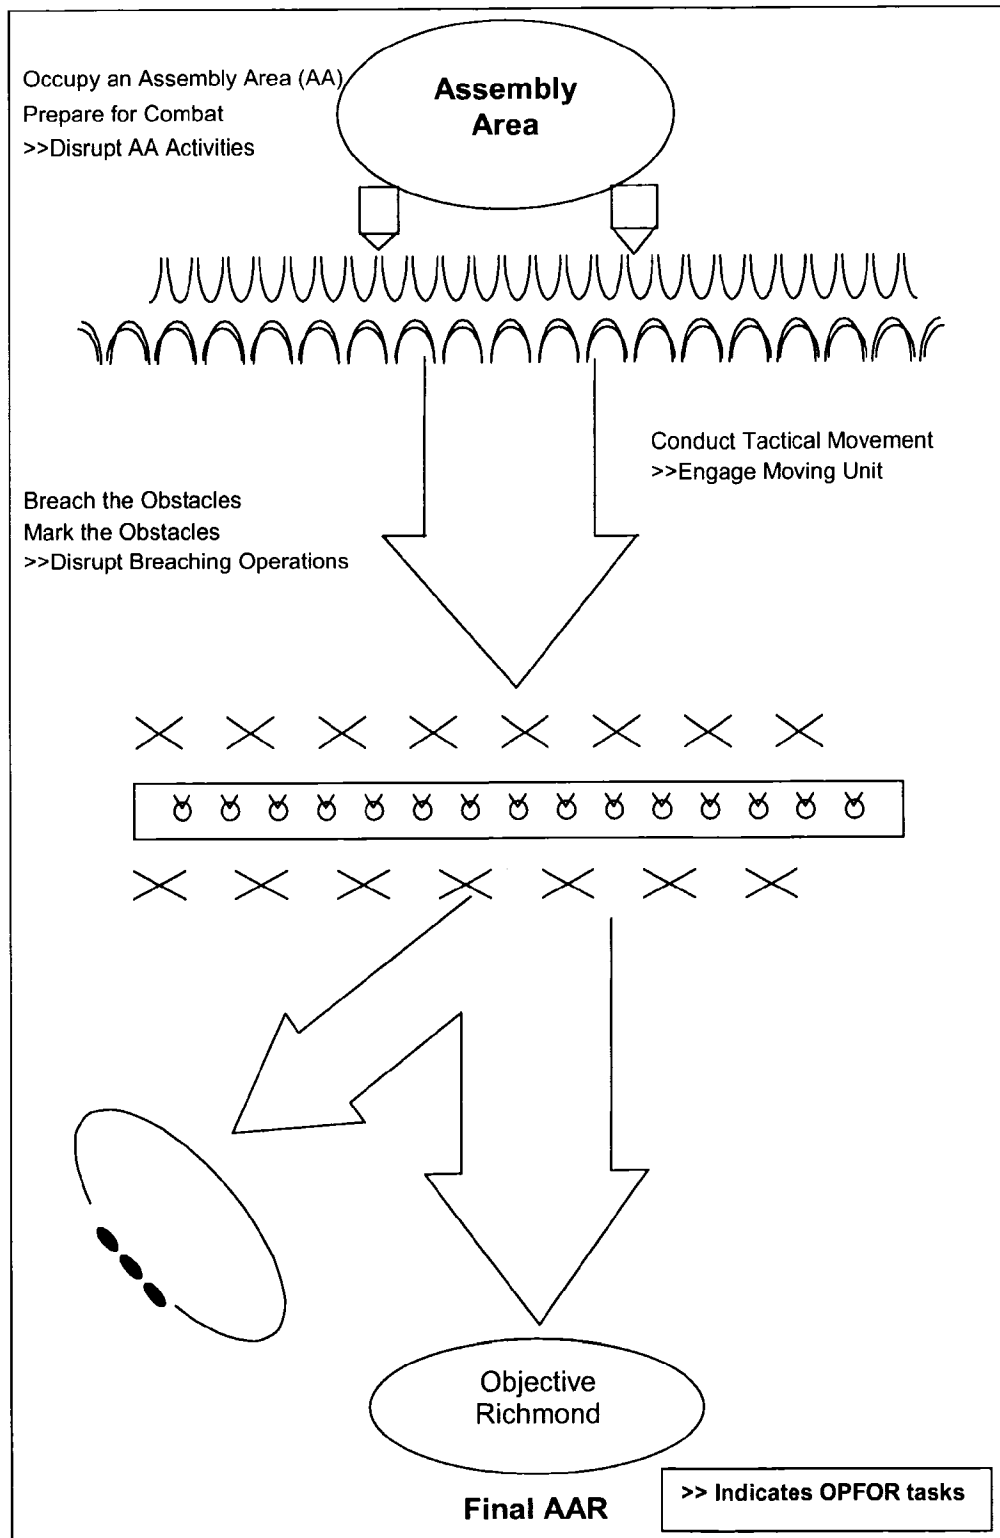 Occupy an Assembly Area (AA)
Prepare for Combat
>>Disrupt AA Activities
Assembly
Area
Conduct Tactical Movement
>>Engage Moving Unit
Breach the Obstacles
Mark the Obstacles
>>Disrupt Breaching Operations
Objective
Richmond
Final AAR
>> Indicates OPFOR tasks